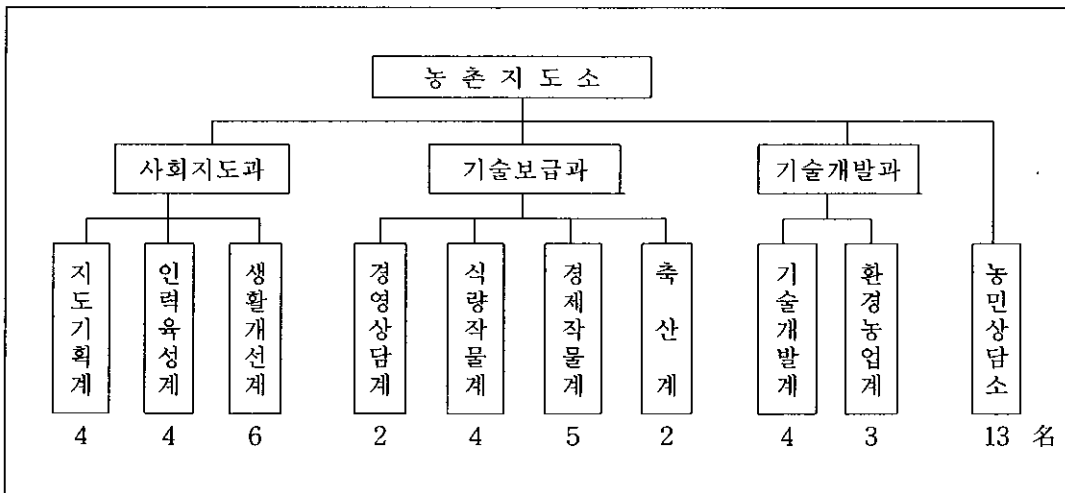 농 촌 지 도 소
사회지도과
기술보급과
기술개발과
지도기획계
인력육성계
생활개선계
경영상담계
식량작물계
경제작물계
축 산 계
기술개발계
환경농업계
농민상담소
4 4 6 2 4 5 2 4 3 13 名